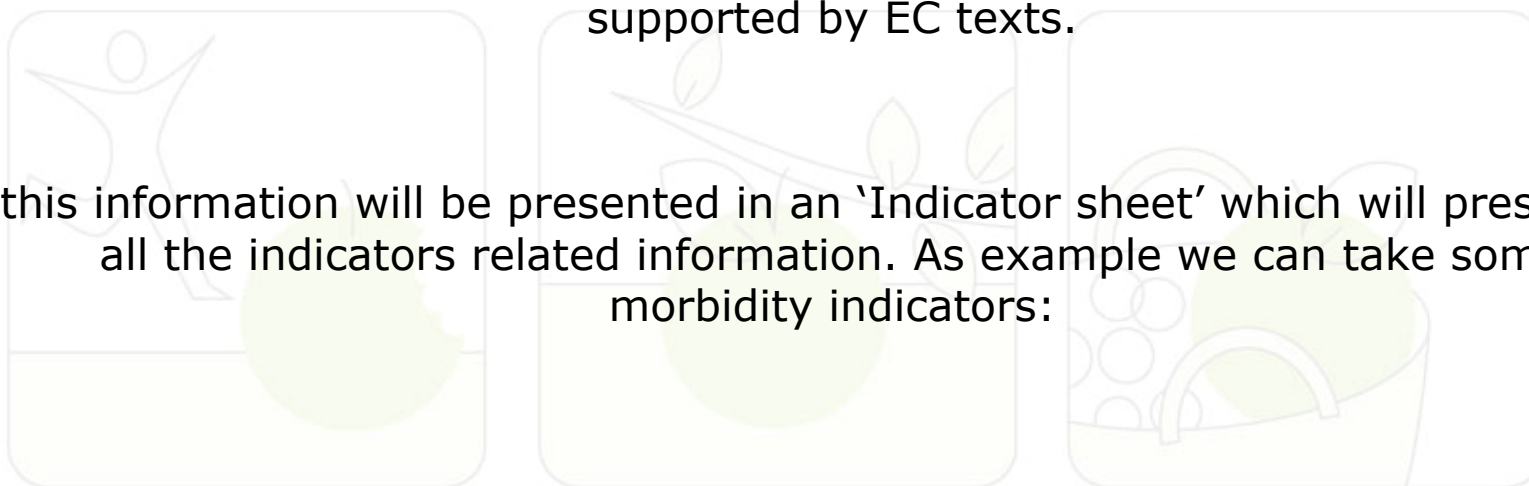 supported by EC texts.
this information will be presented in an ‘Indicator sheet’ which will pres
all the indicators related information. As example we can take som
morbidity indicators: